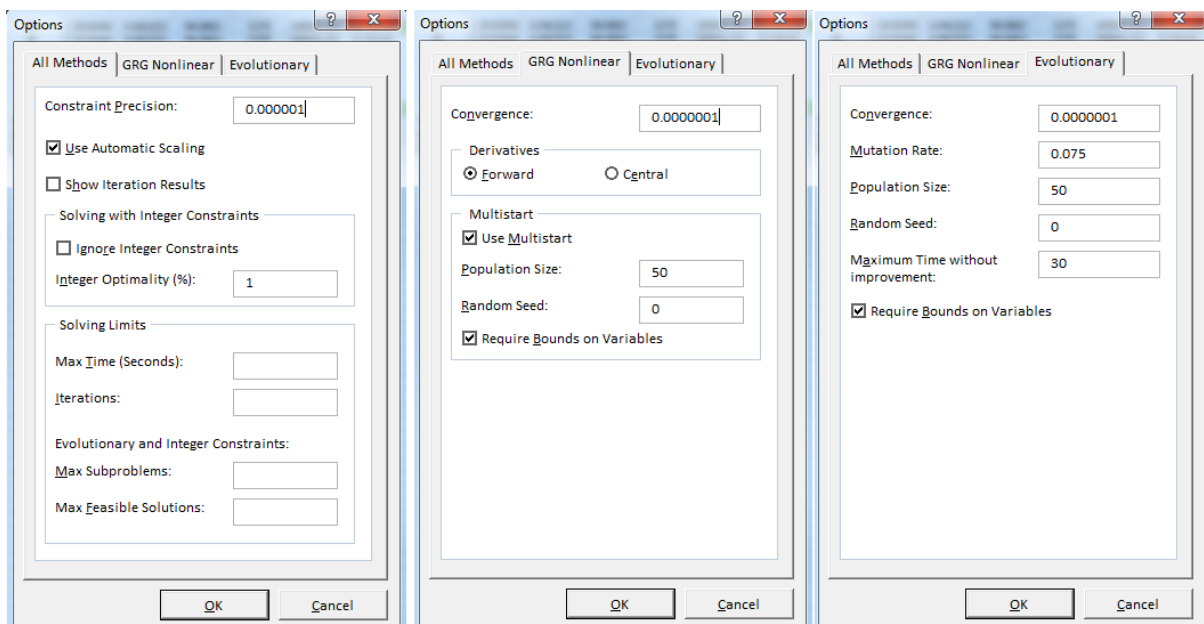 Options
?
X
All Methods
GRG Nonlinear
Evolutionary
Constraint Precision:
0.000001
Use Automatic Scaling
Show Iteration Results
Solving with Integer Constraints
Ignore Integer Constraints
Integer Optimality (%):
1
Solving Limits
Max Time (Seconds):
Iterations:
Evolutionary and Integer Constraints:
Max Subproblems:
Max Feasible Solutions:
OK
Cancel
Options
?
X
All Methods
GRG Nonlinear
Evolutionary
Convergence:
0.0000001
Derivatives
Forward
Central
Multistart
Use Multistart
Population Size:
50
Random Seed:
0
Require Bounds on Variables
OK
Cancel
Options
?
X
All Methods
GRG Nonlinear
Evolutionary
Convergence:
0.0000001
Mutation Rate:
0.075
Population Size:
50
Random Seed:
0
Maximum Time without
improvement:
30
Require Bounds on Variables
OK
Cancel